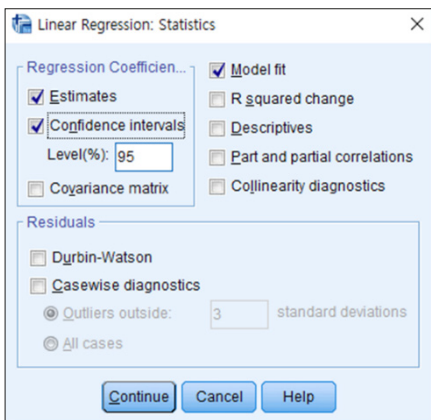 Linear Regression: Statistics
Regression Coefficien...
Estimates
Confidence intervals
Level(%): 95
Covariance matrix
Model fit
R squared change
Descriptives
Part and partial correlations
Collinearity diagnostics
Residuals
Durbin-Watson
Casewise diagnostics
Outliers outside: 3 standard deviations
All cases
Continue Cancel Help